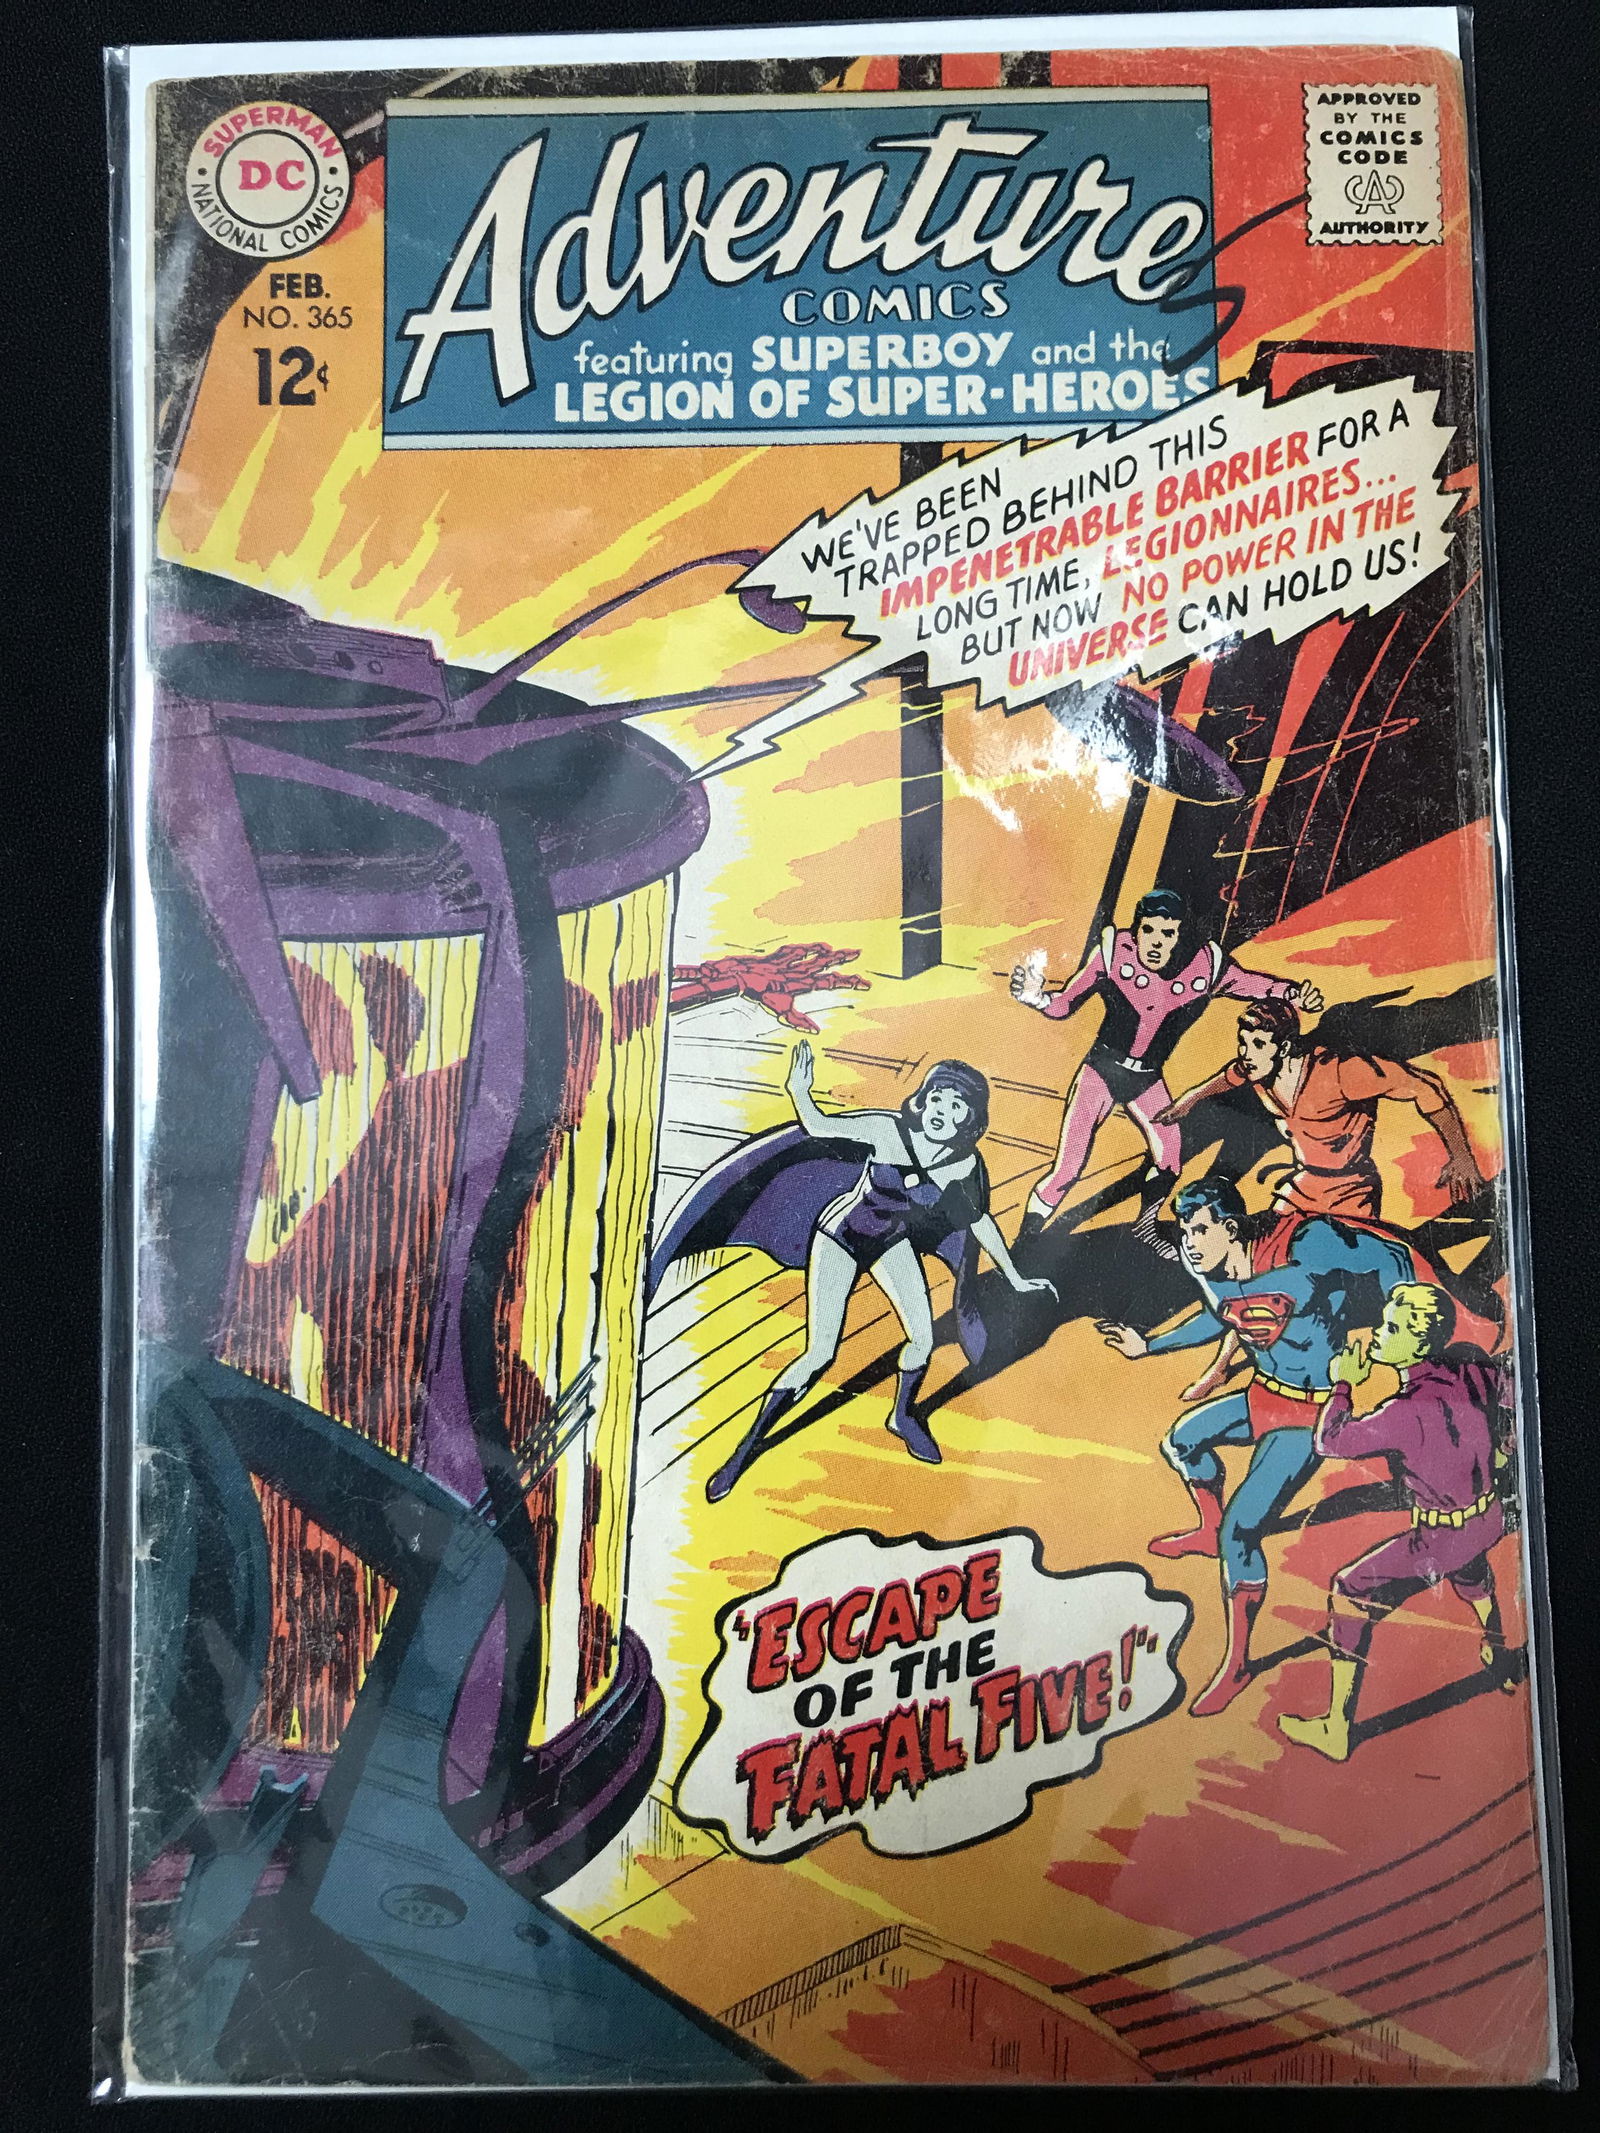 SUPERMAN
DC
NATIONAL COMICS
FEB.
NO. 365
12¢
Adventure
COMICS
featuring SUPERBOY and the
LEGION OF SUPER-HEROES
APPROVED
BY THE
COMICS
CODE
CA
AUTHORITY
WE'VE BEEN
TRAPPED BEHIND THIS
IMPENETRABLE BARRIER FOR A
LONG TIME, LEGIONNAIRES...
BUT NOW NO POWER IN THE
UNIVERSE CAN HOLD US!
S
"ESCAPE
OF THE
FATAL FIVE!"